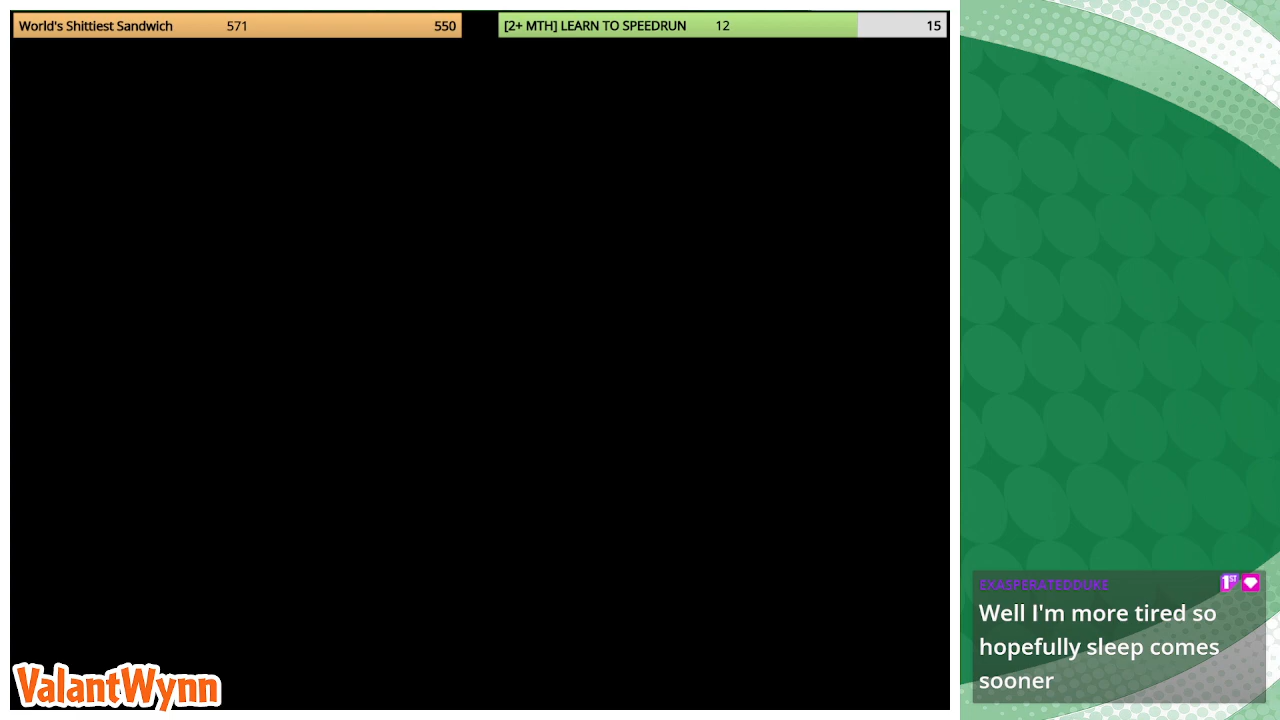 World's Shittiest Sandwich 571 550
[2+ MTH] LEARN TO SPEEDRUN 12 15
EXASPERATEDDUKE 1ST
Well I'm more tired so
hopefully sleep comes
sooner
ValantWynn